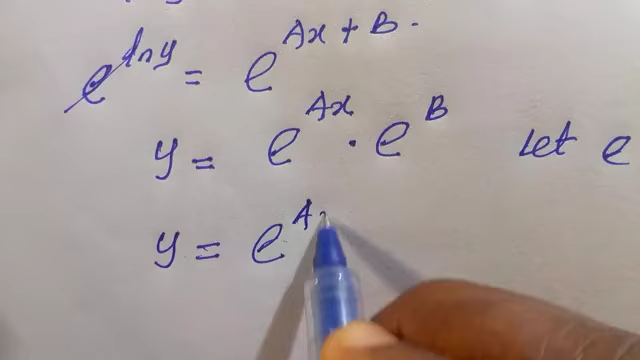 e^{ln y} = e^{Ax + B}.
y = e^{Ax} · e^{B} let e
y = e^{A